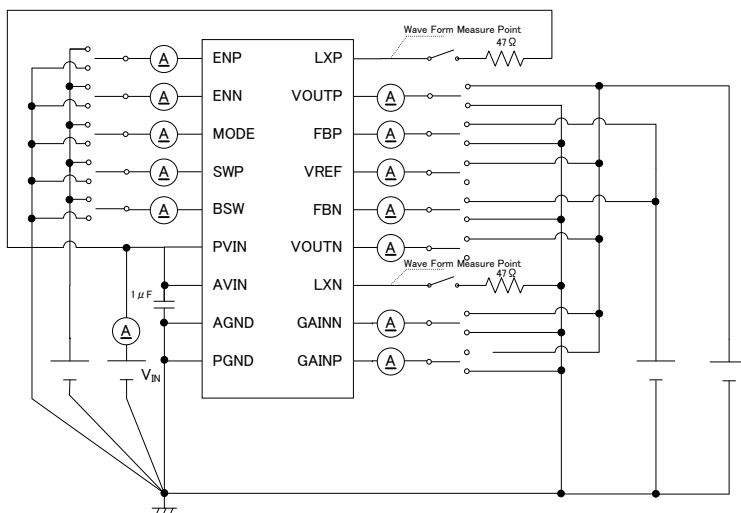 Wave Form Measure Point
47Ω
A ENP LXP
A ENN VOUTP A
A MODE FBP A
A SWP VREF A
A BSW FBN A
PVIN VOUTN A
Wave Form Measure Point
47Ω
AVIN LXN
1μF
AGND GAINN A
A
PGND GAINP A
VIN